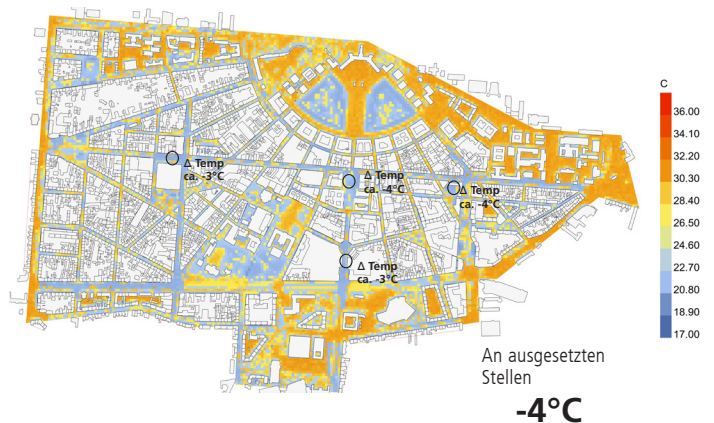 C
36.00
34.10
32.20
30.30
28.40
26.50
24.60
22.70
20.80
18.90
17.00
Δ Temp
ca. -3°C
Δ Temp
ca. -4°C
Δ Temp
ca. -4°C
Δ Temp
ca. -3°C
An ausgesetzten
Stellen
-4°C